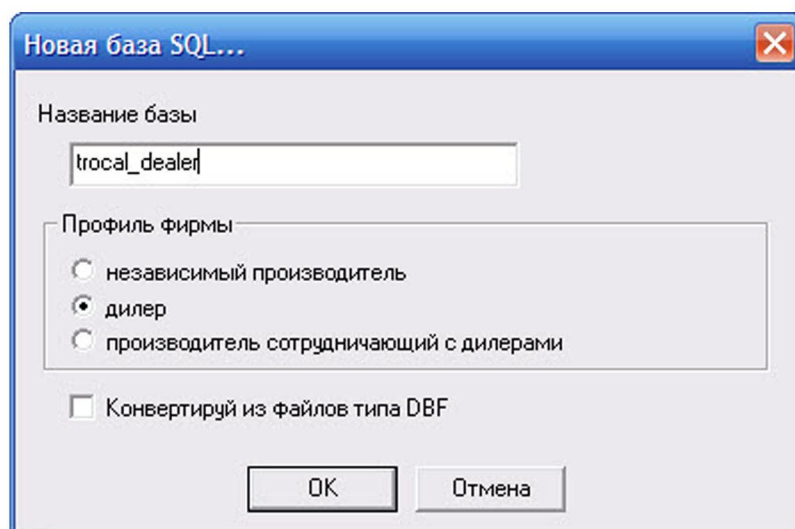 Новая база SQL...
Название базы
trocal_dealer
Профиль фирмы
независимый производитель
дилер
производитель сотрудничающий с дилерами
Конвертируй из файлов типа DBF
OK
Отмена